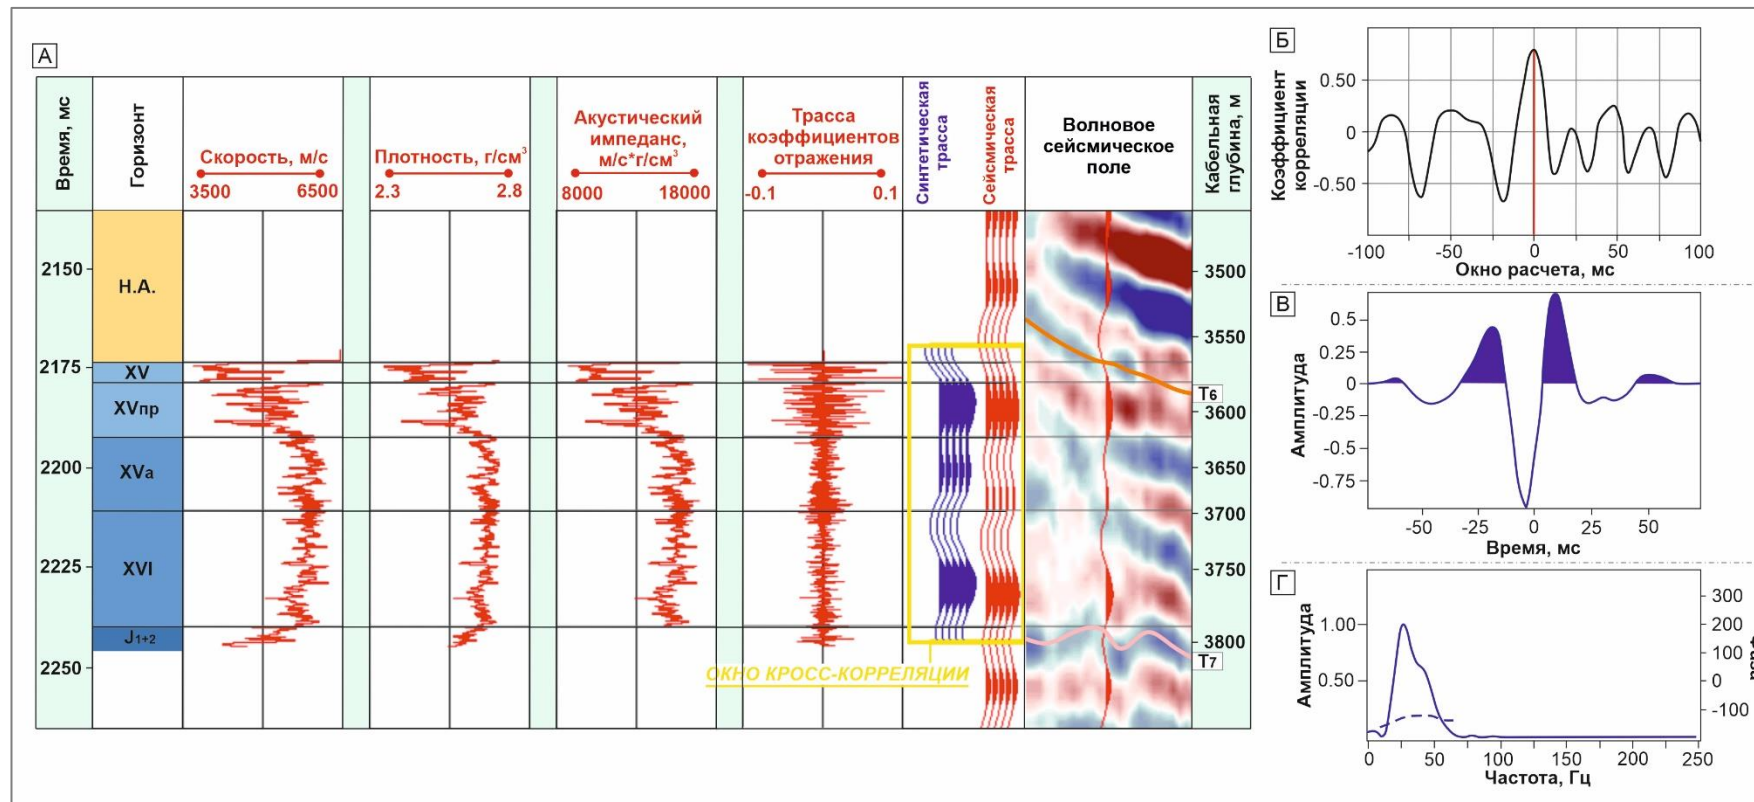 А
Время, мс
Горизонт
Скорость, м/с
3500 6500
Плотность, г/см³
2.3 2.8
Акустический
импеданс,
м/с*г/см³
8000 18000
Трасса
коэффициентов
отражения
-0.1 0.1
Синтетическая
трасса
Сейсмическая
трасса
Волновое
сейсмическое
поле
Кабельная
глубина, м
2150
2175
2200
2225
2250
Н.А.
XV
XVпр
XVа
XVI
J1+2
ОКНО КРОСС-КОРРЕЛЯЦИИ
T6
T7
3500
3550
3600
3650
3700
3750
3800
Б
Коэффициент
корреляции
0.50
0
-0.50
-100 -50 0 50 100
Окно расчета, мс
В
Амплитуда
0.5
0.25
0
-0.25
-0.5
-0.75
-50 -25 0 10 50
Время, мс
Г
Амплитуда
1.00
0.50
300
200
100
0
-100
Фаза
0 50 100 150 200 250
Частота, Гц